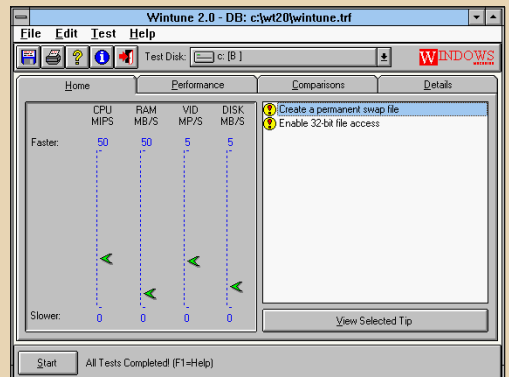 Wintune 2.0 - DB: c:\wt20\wintune.trf
File Edit Test Help
Test Disk: c: [B ]
WINDOWS
Home Performance Comparisons Details
CPU RAM VID DISK
MIPS MB/S MP/S MB/S
Faster: 50 50 5 5
Slower: 0 0 0 0
Create a permanent swap file
Enable 32-bit file access
View Selected Tip
Start All Tests Completed! (F1=Help)